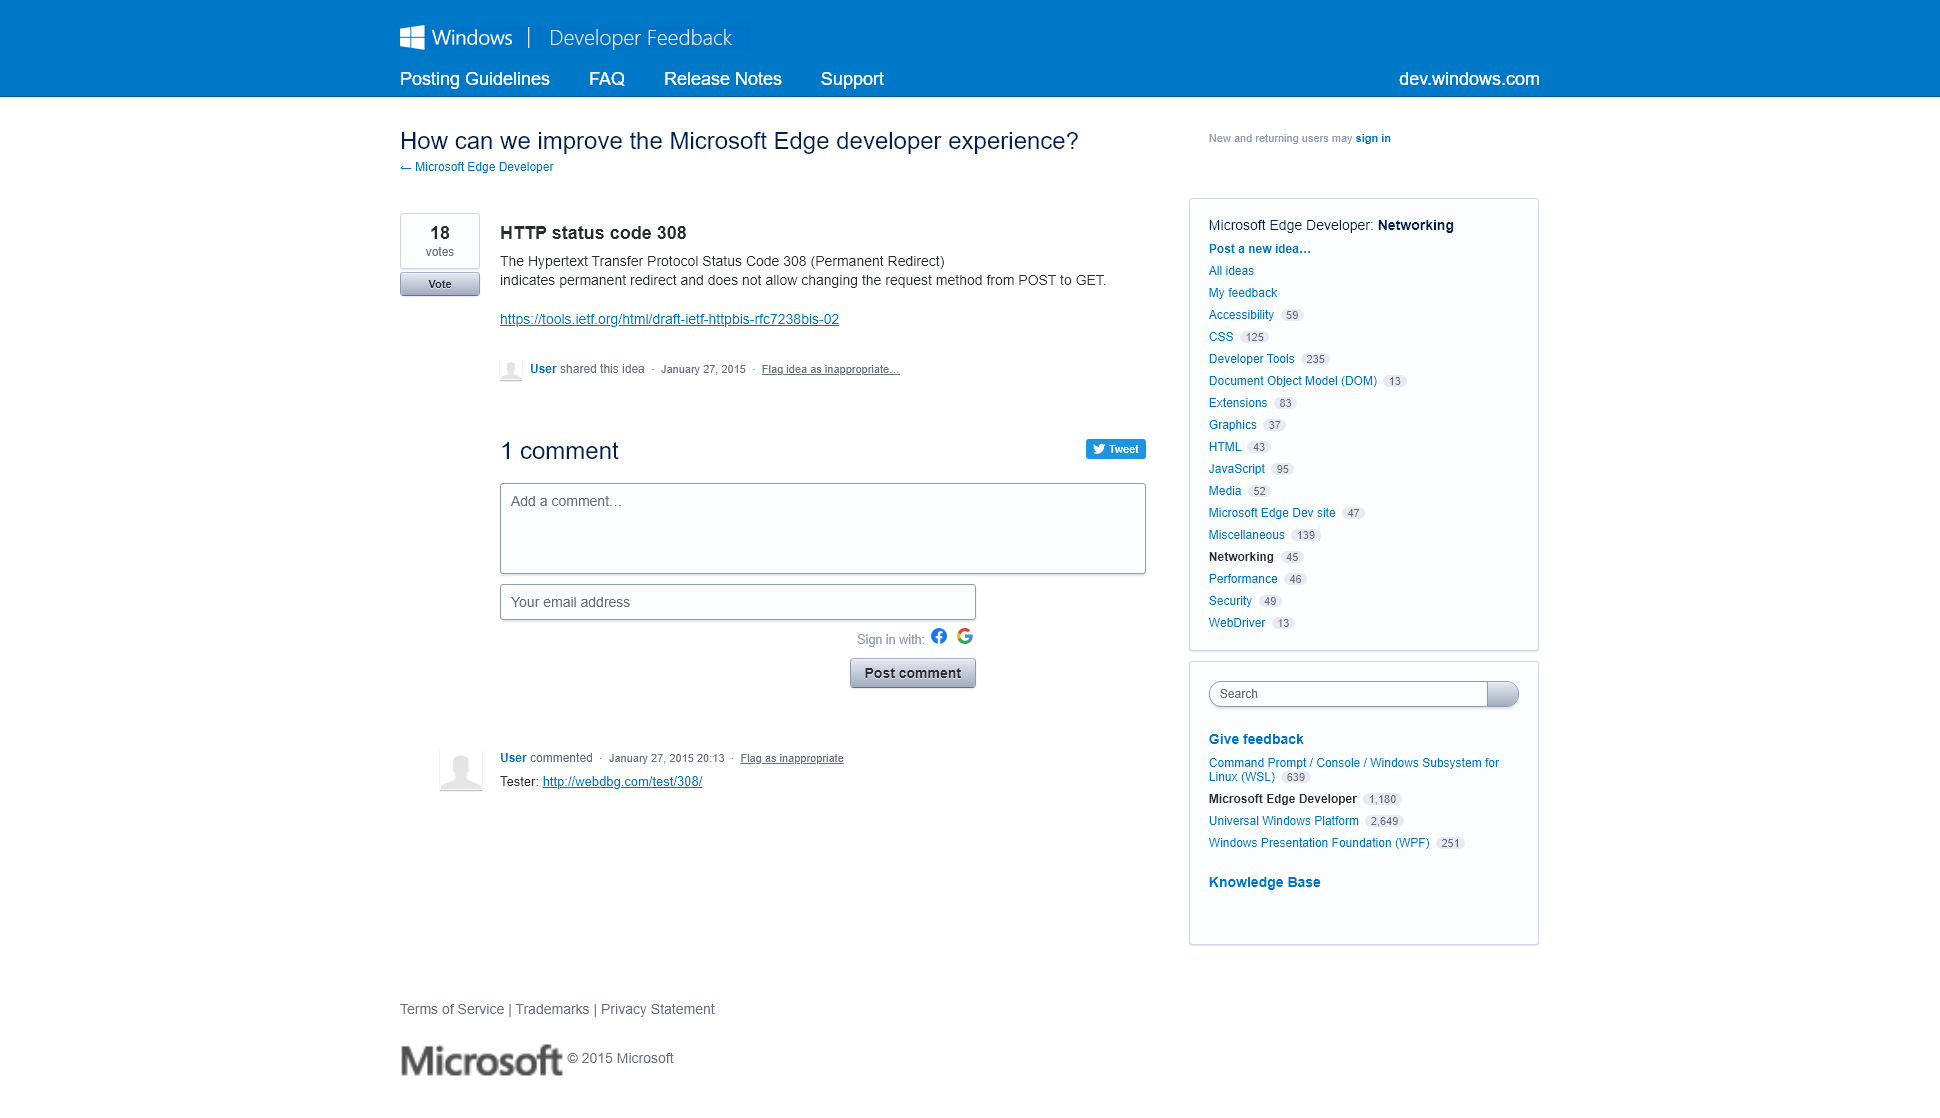 Windows | Developer Feedback
Posting Guidelines FAQ Release Notes Support dev.windows.com
How can we improve the Microsoft Edge developer experience?
← Microsoft Edge Developer
New and returning users may sign in
18
votes
Vote
HTTP status code 308
The Hypertext Transfer Protocol Status Code 308 (Permanent Redirect)
indicates permanent redirect and does not allow changing the request method from POST to GET.
https://tools.ietf.org/html/draft-ietf-httpbis-rfc7238bis-02
User shared this idea · January 27, 2015 · Flag idea as inappropriate…
1 comment
Tweet
Add a comment…
Your email address
Sign in with:
Post comment
User commented · January 27, 2015 20:13 · Flag as inappropriate
Tester: http://webdbg.com/test/308/
Microsoft Edge Developer: Networking
Post a new idea…
All ideas
My feedback
Accessibility 59
CSS 125
Developer Tools 235
Document Object Model (DOM) 13
Extensions 83
Graphics 37
HTML 43
JavaScript 95
Media 52
Microsoft Edge Dev site 47
Miscellaneous 139
Networking 45
Performance 46
Security 49
WebDriver 13
Search
Give feedback
Command Prompt / Console / Windows Subsystem for
Linux (WSL) 639
Microsoft Edge Developer 1,180
Universal Windows Platform 2,649
Windows Presentation Foundation (WPF) 251
Knowledge Base
Terms of Service | Trademarks | Privacy Statement
Microsoft © 2015 Microsoft